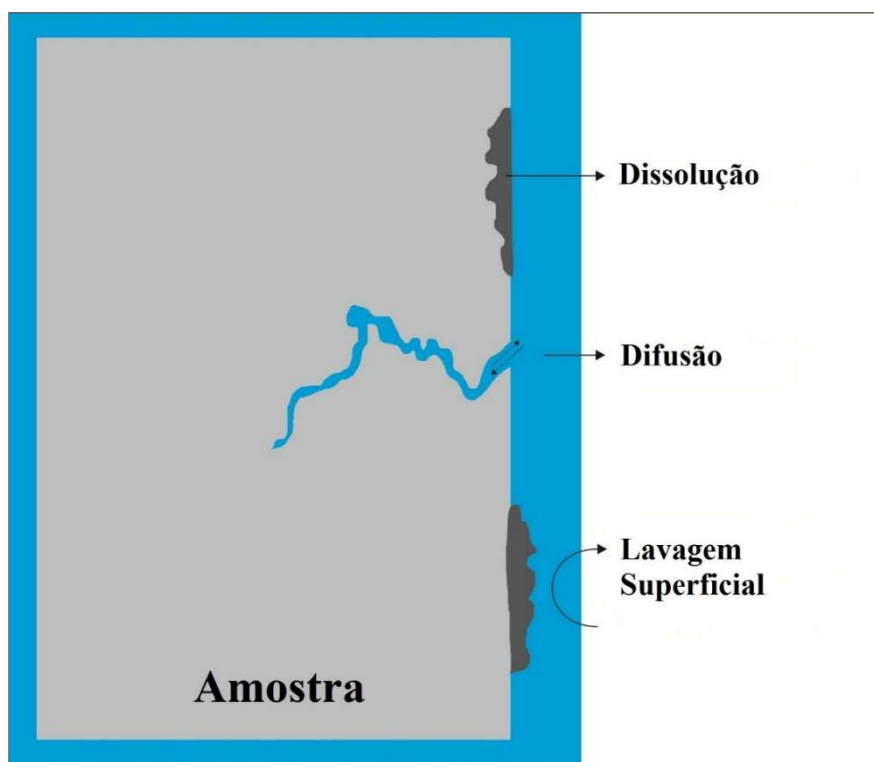 Dissolução
Difusão
Lavagem
Superficial
Amostra